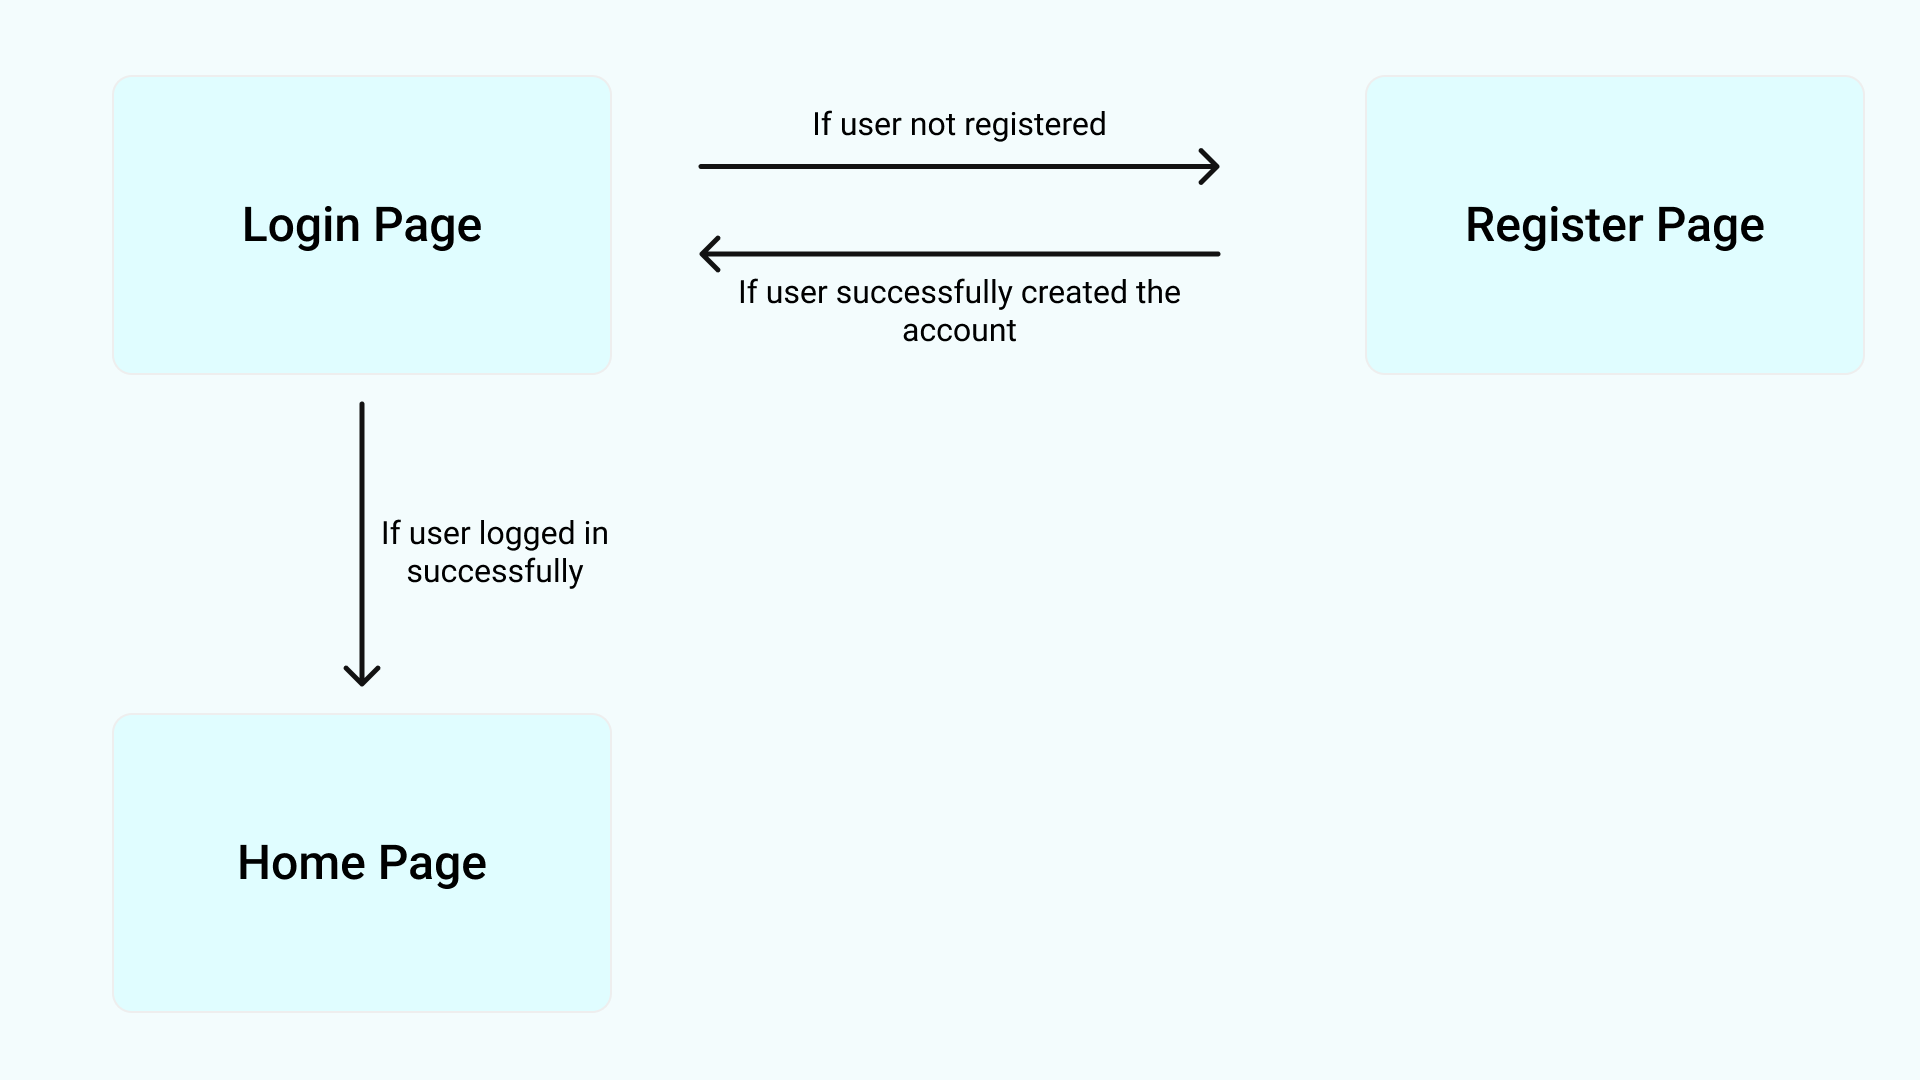 If user not registered
Login Page
Register Page
If user successfully created the
account
If user logged in
successfully
Home Page